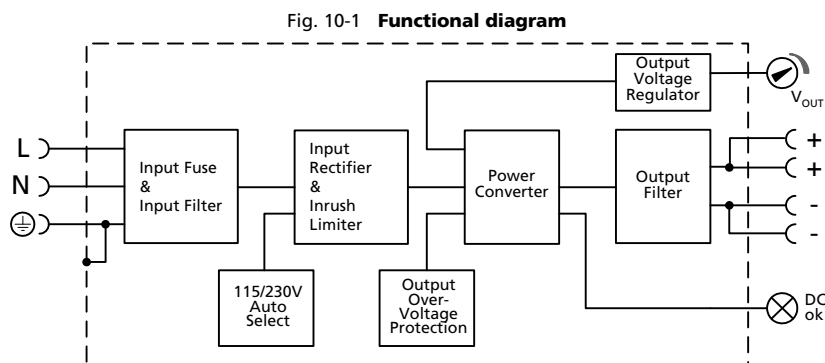 Fig. 10-1 Functional diagram
Output
Voltage
Regulator
VOUT
L
N
Input Fuse
&
Input Filter
Input
Rectifier
&
Inrush
Limiter
Power
Converter
Output
Filter
+
+
-
-
115/230V
Auto
Select
Output
Over-
Voltage
Protection
DC
ok